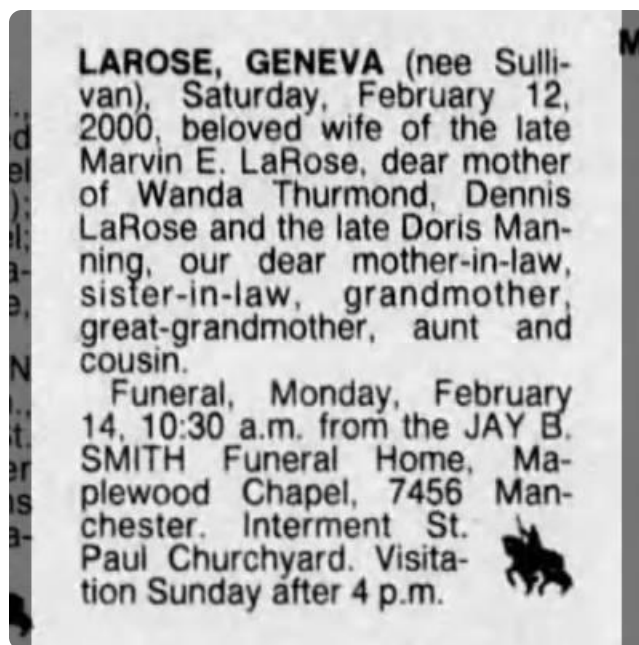 LAROSE, GENEVA (nee Sulli-
van), Saturday, February 12,
2000, beloved wife of the late
Marvin E. LaRose, dear mother
of Wanda Thurmond, Dennis
LaRose and the late Doris Man-
ning, our dear mother-in-law,
sister-in-law, grandmother,
great-grandmother, aunt and
cousin.
Funeral, Monday, February
14, 10:30 a.m. from the JAY B.
SMITH Funeral Home, Ma-
plewood Chapel, 7456 Man-
chester. Interment St.
Paul Churchyard. Visita-
tion Sunday after 4 p.m.